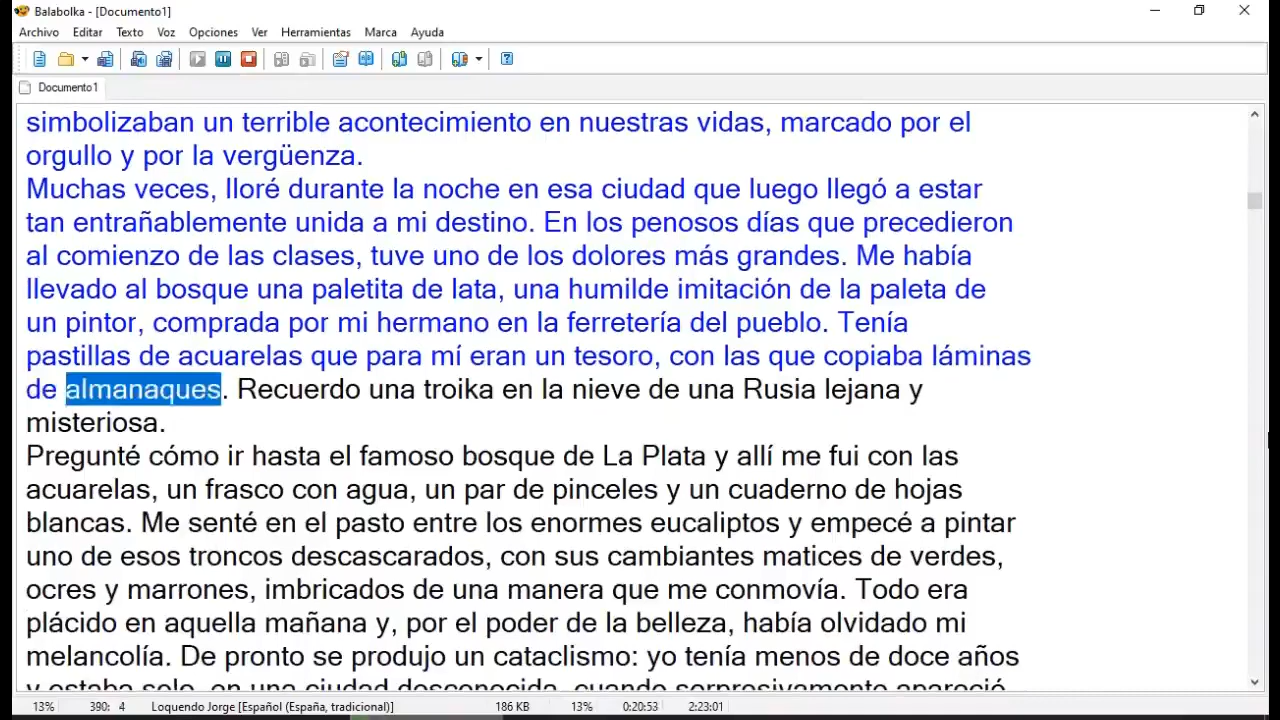 Balabolka - [Documento1]
Archivo Editar Texto Voz Opciones Ver Herramientas Marca Ayuda
Documento1
simbolizaban un terrible acontecimiento en nuestras vidas, marcado por el
orgullo y por la vergüenza.
Muchas veces, lloré durante la noche en esa ciudad que luego llegó a estar
tan entrañablemente unida a mi destino. En los penosos días que precedieron
al comienzo de las clases, tuve uno de los dolores más grandes. Me había
llevado al bosque una paletita de lata, una humilde imitación de la paleta de
un pintor, comprada por mi hermano en la ferretería del pueblo. Tenía
pastillas de acuarelas que para mí eran un tesoro, con las que copiaba láminas
de almanaques. Recuerdo una troika en la nieve de una Rusia lejana y
misteriosa.
Pregunté cómo ir hasta el famoso bosque de La Plata y allí me fui con las
acuarelas, un frasco con agua, un par de pinceles y un cuaderno de hojas
blancas. Me senté en el pasto entre los enormes eucaliptos y empecé a pintar
uno de esos troncos descascarados, con sus cambiantes matices de verdes,
ocres y marrones, imbricados de una manera que me conmovía. Todo era
plácido en aquella mañana y, por el poder de la belleza, había olvidado mi
melancolía. De pronto se produjo un cataclismo: yo tenía menos de doce años
y estaba solo, en una ciudad desconocida, cuando sorpresivamente apareció
13% 390: 4 Loquendo Jorge [Español (España, tradicional)] 186 KB 13% 0:20:53 2:23:01